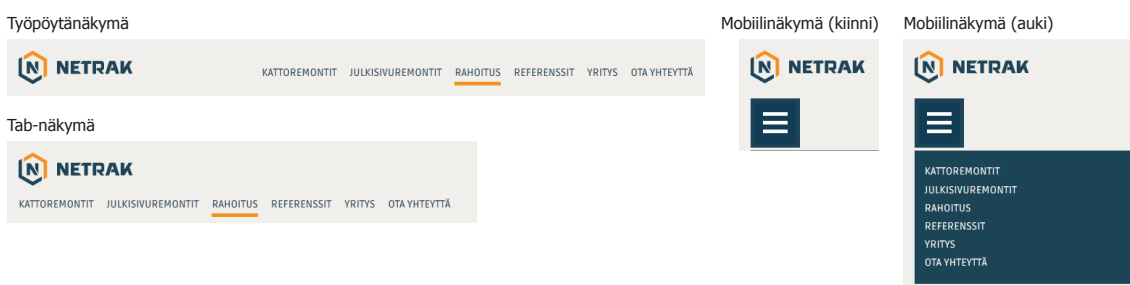 Työpöytänäkymä
NETRAK
KATTOREMONTIT JULKISIVUREMONTIT RAHOITUS REFERENSSIT YRITYS OTA YHTEYTTÄ
Tab-näkymä
NETRAK
KATTOREMONTIT JULKISIVUREMONTIT RAHOITUS REFERENSSIT YRITYS OTA YHTEYTTÄ
Mobiilinäkymä (kiinni)
NETRAK
Mobiilinäkymä (auki)
NETRAK
KATTOREMONTIT
JULKISIVUREMONTIT
RAHOITUS
REFERENSSIT
YRITYS
OTA YHTEYTTÄ